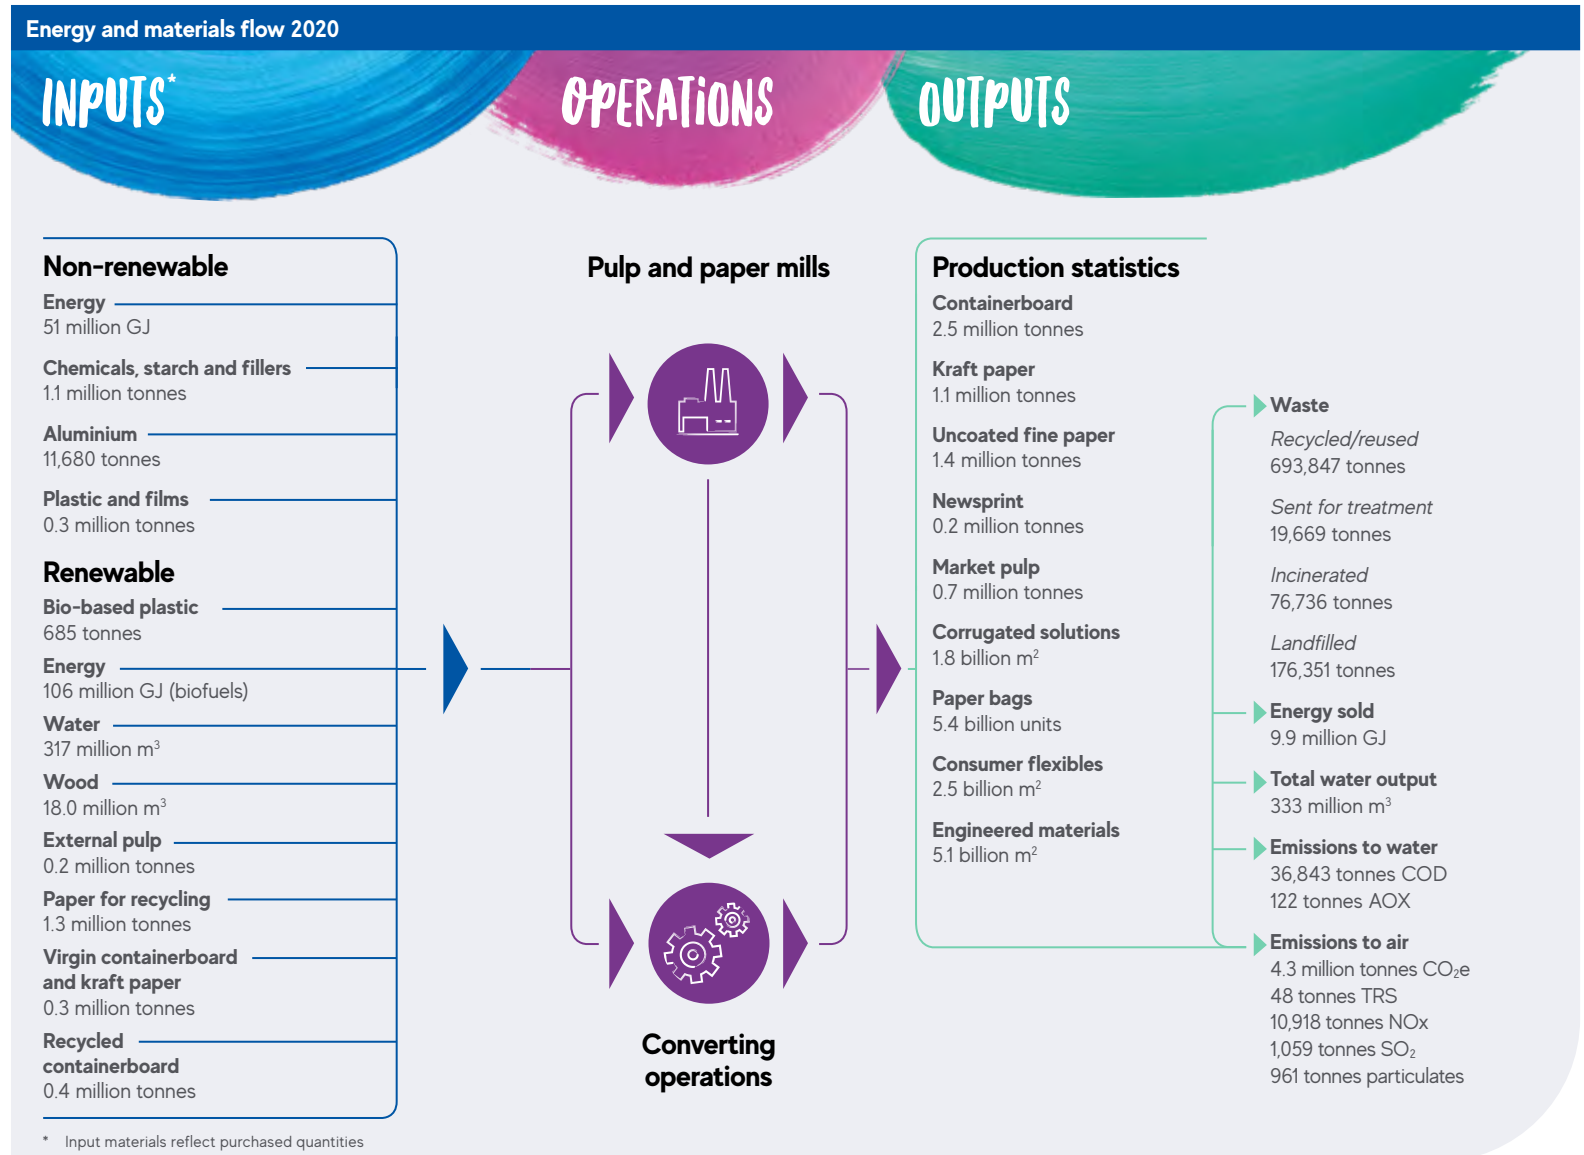 Energy and materials flow 2020
INPUTS*
OPERATIONS
OUTPUTS
Non-renewable
Energy
51 million GJ
Chemicals, starch and fillers
1.1 million tonnes
Aluminium
11,680 tonnes
Plastic and films
0.3 million tonnes
Renewable
Bio-based plastic
685 tonnes
Energy
106 million GJ (biofuels)
Water
317 million m³
Wood
18.0 million m³
External pulp
0.2 million tonnes
Paper for recycling
1.3 million tonnes
Virgin containerboard
and kraft paper
0.3 million tonnes
Recycled
containerboard
0.4 million tonnes
* Input materials reflect purchased quantities
Pulp and paper mills
Converting
operations
Production statistics
Containerboard
2.5 million tonnes
Kraft paper
1.1 million tonnes
Uncoated fine paper
1.4 million tonnes
Newsprint
0.2 million tonnes
Market pulp
0.7 million tonnes
Corrugated solutions
1.8 billion m²
Paper bags
5.4 billion units
Consumer flexibles
2.5 billion m²
Engineered materials
5.1 billion m²
Waste
Recycled/reused
693,847 tonnes
Sent for treatment
19,669 tonnes
Incinerated
76,736 tonnes
Landfilled
176,351 tonnes
Energy sold
9.9 million GJ
Total water output
333 million m³
Emissions to water
36,843 tonnes COD
122 tonnes AOX
Emissions to air
4.3 million tonnes CO₂e
48 tonnes TRS
10,918 tonnes NOx
1,059 tonnes SO₂
961 tonnes particulates